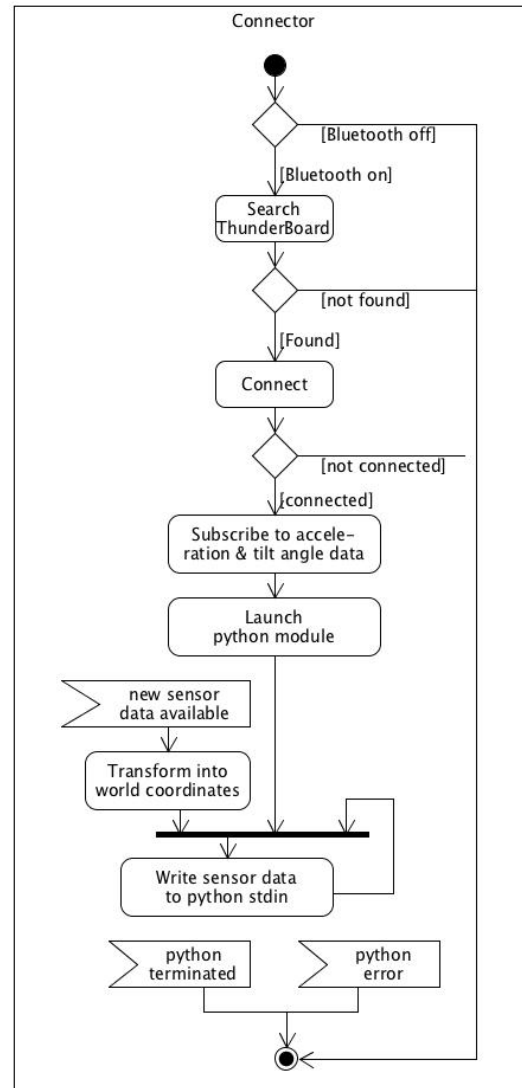 Connector
[Bluetooth off]
[Bluetooth on]
Search
ThunderBoard
[not found]
[Found]
Connect
[not connected]
[connected]
Subscribe to accele-
ration & tilt angle data
Launch
python module
new sensor
data available
Transform into
world coordinates
Write sensor data
to python stdin
python
terminated
python
error